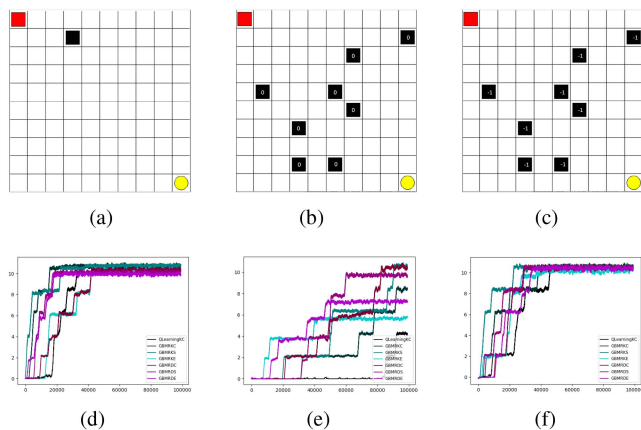 0
0
0
0
0
0
0
0
-1
-1
-1
-1
-1
-1
-1
-1
(a)
(b)
(c)
10
8
6
4
2
0
0 20000 40000 60000 80000 100000
QLearningKC
GBMRKC
GBMRKS
GBMRKE
GBMRDC
GBMRDS
GBMRDE
(d)
10
8
6
4
2
0
0 20000 40000 60000 80000 100000
QLearningKC
GBMRKC
GBMRKS
GBMRKE
GBMRDC
GBMRDS
GBMRDE
(e)
10
8
6
4
2
0
0 20000 40000 60000 80000 100000
QLearningKC
GBMRKC
GBMRKS
GBMRKE
GBMRDC
GBMRDS
GBMRDE
(f)